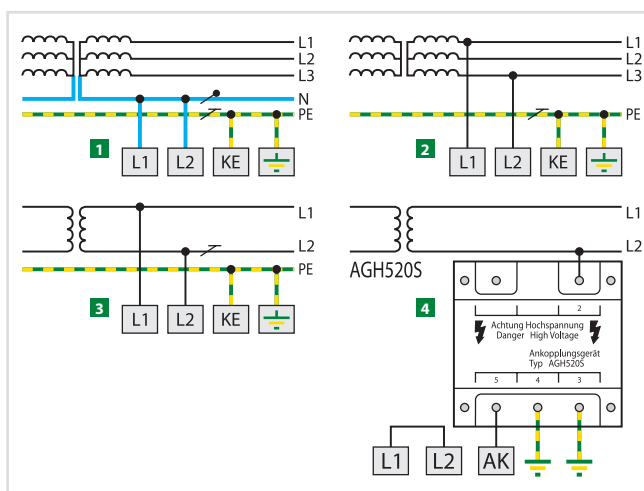 L1
L2
L3
N
PE
1
L1
L2
KE
L1
L2
L3
PE
2
L1
L2
KE
L1
L2
PE
3
L1
L2
KE
L1
L2
AGH520S
4
2
Achtung Hochspannung
Danger High Voltage
Ankopplungsgerät
Typ AGH520S
5 4 3
L1
L2
AK